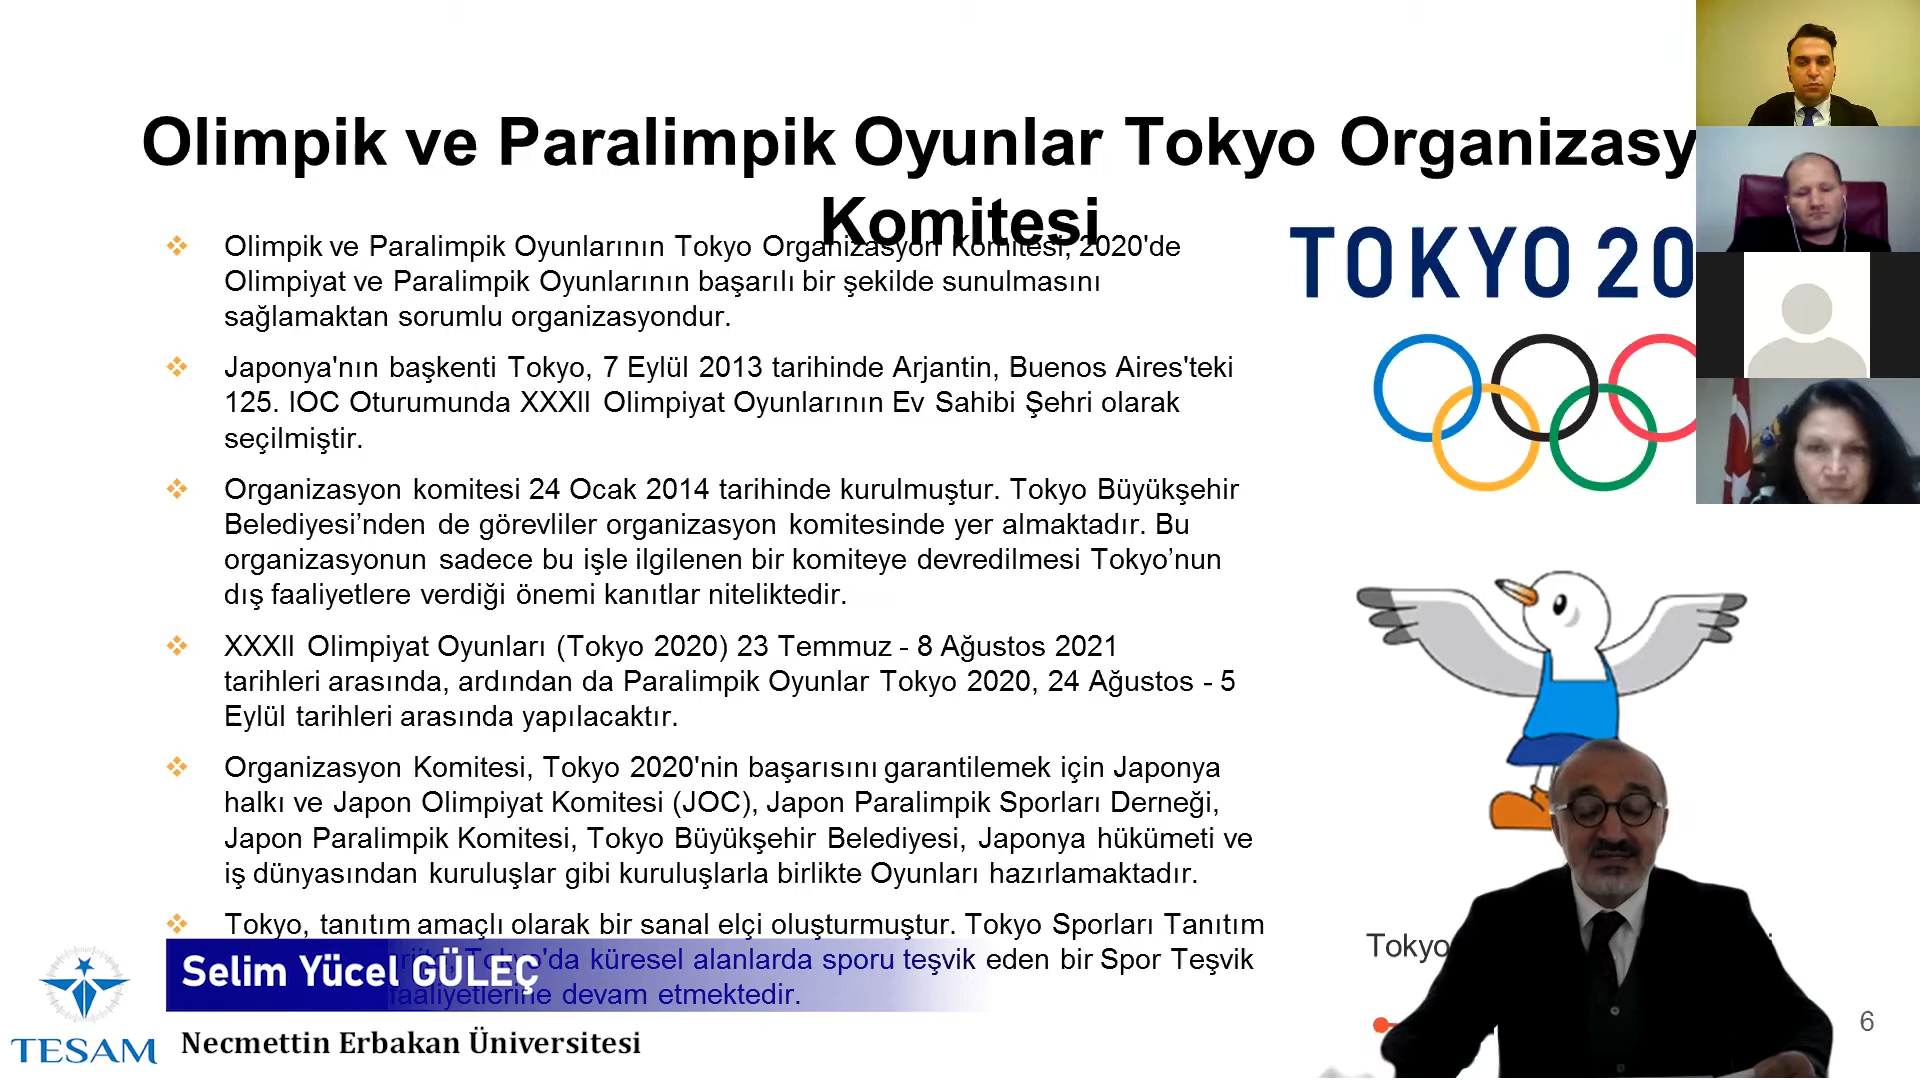 Olimpik ve Paralimpik Oyunlar Tokyo Organizasy
Komitesi
Olimpik ve Paralimpik Oyunlarının Tokyo Organizasyon Komitesi, 2020'de
Olimpiyat ve Paralimpik Oyunlarının başarılı bir şekilde sunulmasını
sağlamaktan sorumlu organizasyondur.
Japonya'nın başkenti Tokyo, 7 Eylül 2013 tarihinde Arjantin, Buenos Aires'teki
125. IOC Oturumunda XXXII Olimpiyat Oyunlarının Ev Sahibi Şehri olarak
seçilmiştir.
Organizasyon komitesi 24 Ocak 2014 tarihinde kurulmuştur. Tokyo Büyükşehir
Belediyesi’nden de görevliler organizasyon komitesinde yer almaktadır. Bu
organizasyonun sadece bu işle ilgilenen bir komiteye devredilmesi Tokyo’nun
dış faaliyetlere verdiği önemi kanıtlar niteliktedir.
XXXII Olimpiyat Oyunları (Tokyo 2020) 23 Temmuz - 8 Ağustos 2021
tarihleri arasında, ardından da Paralimpik Oyunlar Tokyo 2020, 24 Ağustos - 5
Eylül tarihleri arasında yapılacaktır.
Organizasyon Komitesi, Tokyo 2020'nin başarısını garantilemek için Japonya
halkı ve Japon Olimpiyat Komitesi (JOC), Japon Paralimpik Sporları Derneği,
Japon Paralimpik Komitesi, Tokyo Büyükşehir Belediyesi, Japonya hükümeti ve
iş dünyasından kuruluşlar gibi kuruluşlarla birlikte Oyunları hazırlamaktadır.
Tokyo, tanıtım amaçlı olarak bir sanal elçi oluşturmuştur. Tokyo Sporları Tanıtım
Tokyo'da küresel alanlarda sporu teşvik eden bir Spor Teşvik
faaliyetlerine devam etmektedir.
TOKYO 20
Tokyo
6
Selim Yücel GÜLEÇ
Necmettin Erbakan Üniversitesi
TESAM